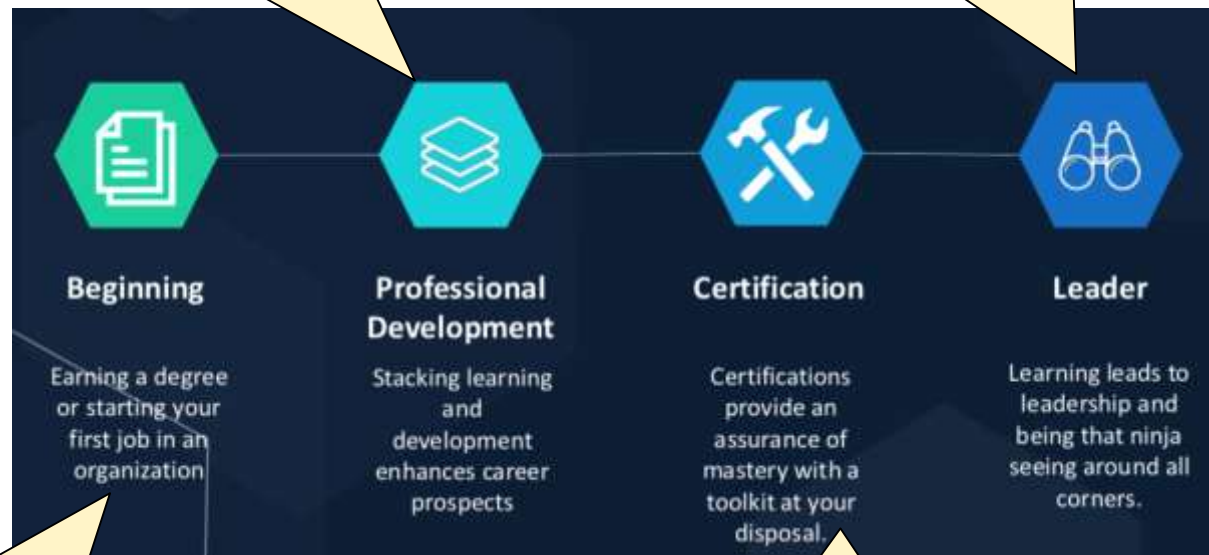 Beginning
Earning a degree
or starting your
first job in an
organization
Professional
Development
Stacking learning
and
development
enhances career
prospects
Certification
Certifications
provide an
assurance of
mastery with a
toolkit at your
disposal.
Leader
Learning leads to
leadership and
being that ninja
seeing around all
corners.